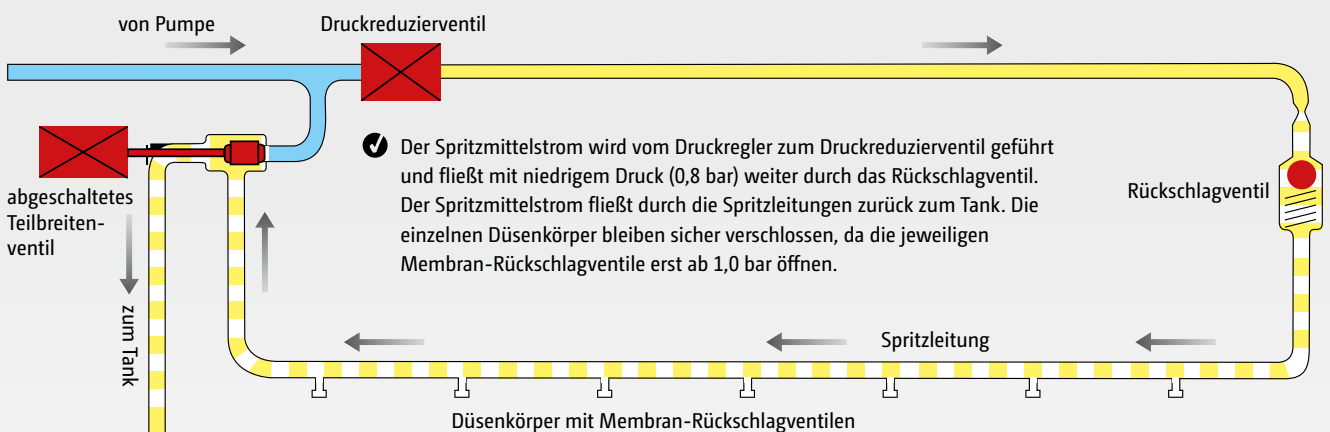 von Pumpe
Druckreduzierventil
Der Spritzmittelstrom wird vom Druckregler zum Druckreduzierventil geführt
und fließt mit niedrigem Druck (0,8 bar) weiter durch das Rückschlagventil.
Der Spritzmittelstrom fließt durch die Spritzleitungen zurück zum Tank. Die
einzelnen Düsenkörper bleiben sicher verschlossen, da die jeweiligen
Membran-Rückschlagventile erst ab 1,0 bar öffnen.
abgeschaltetes
Teilbreiten-
ventil
Rückschlagventil
zum Tank
Spritzleitung
Düsenkörper mit Membran-Rückschlagventilen